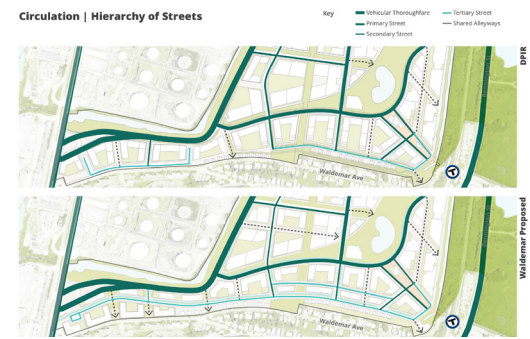 Circulation | Hierarchy of Streets
Key
Vehicular Thoroughfare
Primary Street
Secondary Street
Tertiary Street
Shared Alleyways
DPIR
Waldemar Ave
Waldemar Proposed
Waldemar Ave